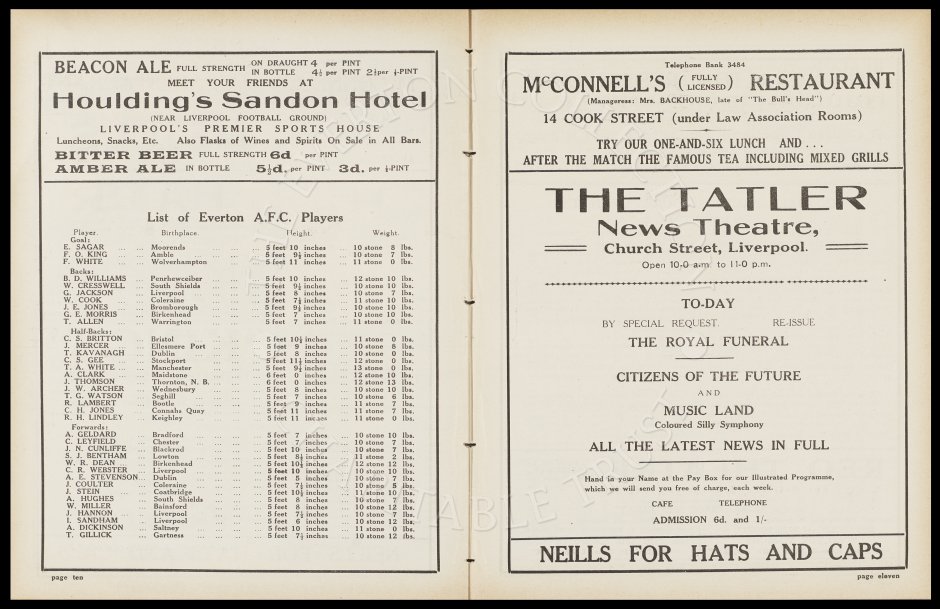 BEACON ALE FULL STRENGTH ON DRAUGHT 4 per PINT
IN BOTTLE 4½ per PINT 2½per ½-PINT
MEET YOUR FRIENDS AT
Houlding's Sandon Hotel
(NEAR LIVERPOOL FOOTBALL GROUND)
LIVERPOOL'S PREMIER SPORTS HOUSE
Luncheons, Snacks, Etc. Also Flasks of Wines and Spirits On Sale in All Bars.
BITTER BEER FULL STRENGTH 6d per PINT
AMBER ALE IN BOTTLE 5½d. per PINT 3d. per ½-PINT
List of Everton A.F.C. Players
Player. Birthplace. Height. Weight.
Goal:
E. SAGAR ... ... Moorends ... ... ... 5 feet 10 inches ... 10 stone 8 lbs.
F. O. KING ... Amble ... ... ... 5 feet 9½ inches ... 10 stone 7 lbs.
F. WHITE ... ... Wolverhampton ... ... 5 feet 11 inches ... 11 stone 0 lbs.
Backs:
B. D. WILLIAMS ... Penrhewceiber ... ... 5 feet 10 inches ... 12 stone 10 lbs.
W. CRESSWELL ... South Shields ... ... 5 feet 9½ inches ... 10 stone 10 lbs.
G. JACKSON ... Liverpool ... ... ... 5 feet 8 inches ... 10 stone 7 lbs.
W. COOK ... ... Coleraine ... ... ... 5 feet 7½ inches ... 11 stone 10 lbs.
J. E. JONES ... Bromborough ... ... 5 feet 9½ inches ... 10 stone 10 lbs.
G. E. MORRIS ... Birkenhead ... ... 5 feet 7 inches ... 10 stone 10 lbs.
T. ALLEN ... ... Warrington ... ... 5 feet 7 inches ... 11 stone 0 lbs.
Half-Backs:
C. S. BRITTON ... Bristol ... ... ... 5 feet 10½ inches ... 11 stone 0 lbs.
J. MERCER ... Ellesmere Port ... ... 5 feet 9 inches ... 10 stone 8 lbs.
T. KAVANAGH ... Dublin ... ... ... 5 feet 8 inches ... 10 stone 0 lbs.
C. S. GEE ... Stockport ... ... 5 feet 11½ inches ... 12 stone 0 lbs.
T. A. WHITE ... Manchester ... ... 5 feet 9½ inches ... 13 stone 0 lbs.
A. CLARK ... Maidstone ... ... 6 feet 0 inches ... 12 stone 10 lbs.
J. THOMSON ... Thornton, N. B. ... ... 6 feet 0 inches ... 12 stone 13 lbs.
J. W. ARCHER ... Wednesbury ... ... 5 feet 8 inches ... 10 stone 10 lbs.
T. G. WATSON ... Seghill ... ... ... 5 feet 7 inches ... 10 stone 6 lbs.
R. LAMBERT ... Bootle ... ... ... 5 feet 9 inches ... 11 stone 7 lbs.
C. H. JONES ... Connahs Quay ... ... 5 feet 11 inches ... 11 stone 7 lbs.
R. H. LINDLEY ... Keighley ... ... 5 feet 11 inches ... 11 stone 0 lbs.
Forwards:
A. GELDARD ... Bradford ... ... ... 5 feet 7 inches ... 10 stone 10 lbs.
C. LEYFIELD ... Chester ... ... ... 5 feet 7 inches ... 10 stone 7 lbs.
J. N. CUNLIFFE ... Blackrod ... ... ... 5 feet 10 inches ... 10 stone 7 lbs.
S. J. BENTHAM ... Lowton ... ... ... 5 feet 8½ inches ... 11 stone 2 lbs.
W. R. DEAN ... Birkenhead ... ... 5 feet 10½ inches ... 12 stone 12 lbs.
C. R. WEBSTER ... Liverpool ... ... 5 feet 10 inches ... 10 stone 10 lbs.
A. E. STEVENSON... Dublin ... ... ... 5 feet 5 inches ... 10 stone 7 lbs.
J. COULTER ... Coleraine ... ... 5 feet 7½ inches ... 10 stone 5 lbs.
J. STEIN ... Coatbridge ... ... 5 feet 10½ inches ... 11 stone 10 lbs.
A. HUGHES ... South Shields ... ... 5 feet 8 inches ... 10 stone 7 lbs.
W. MILLER ... Bainsford ... ... 5 feet 8 inches ... 10 stone 12 lbs.
J. HANNON ... Liverpool ... ... 5 feet 7½ inches ... 10 stone 7 lbs.
I. SANDHAM ... Liverpool ... ... 5 feet 6 inches ... 10 stone 12 lbs.
A. DICKINSON ... Saltney ... ... ... 5 feet 10 inches ... 10 stone 0 lbs.
T. GILLICK ... Gartness ... ... ... 5 feet 7½ inches ... 10 stone 12 lbs.
page ten
Telephone Bank 3484
McCONNELL'S (FULLY LICENSED) RESTAURANT
(Manageress: Mrs. BACKHOUSE, late of "The Bull's Head")
14 COOK STREET (under Law Association Rooms)
TRY OUR ONE-AND-SIX LUNCH AND . . .
AFTER THE MATCH THE FAMOUS TEA INCLUDING MIXED GRILLS
THE TATLER
News Theatre,
Church Street, Liverpool.
Open 10-0 a.m. to 11-0 p.m.
TO-DAY
BY SPECIAL REQUEST. RE-ISSUE
THE ROYAL FUNERAL
CITIZENS OF THE FUTURE
AND
MUSIC LAND
Coloured Silly Symphony
ALL THE LATEST NEWS IN FULL
Hand in your Name at the Pay Box for our Illustrated Programme,
which we will send you free of charge, each week.
CAFE TELEPHONE
ADMISSION 6d. and 1/-
NEILLS FOR HATS AND CAPS
page eleven